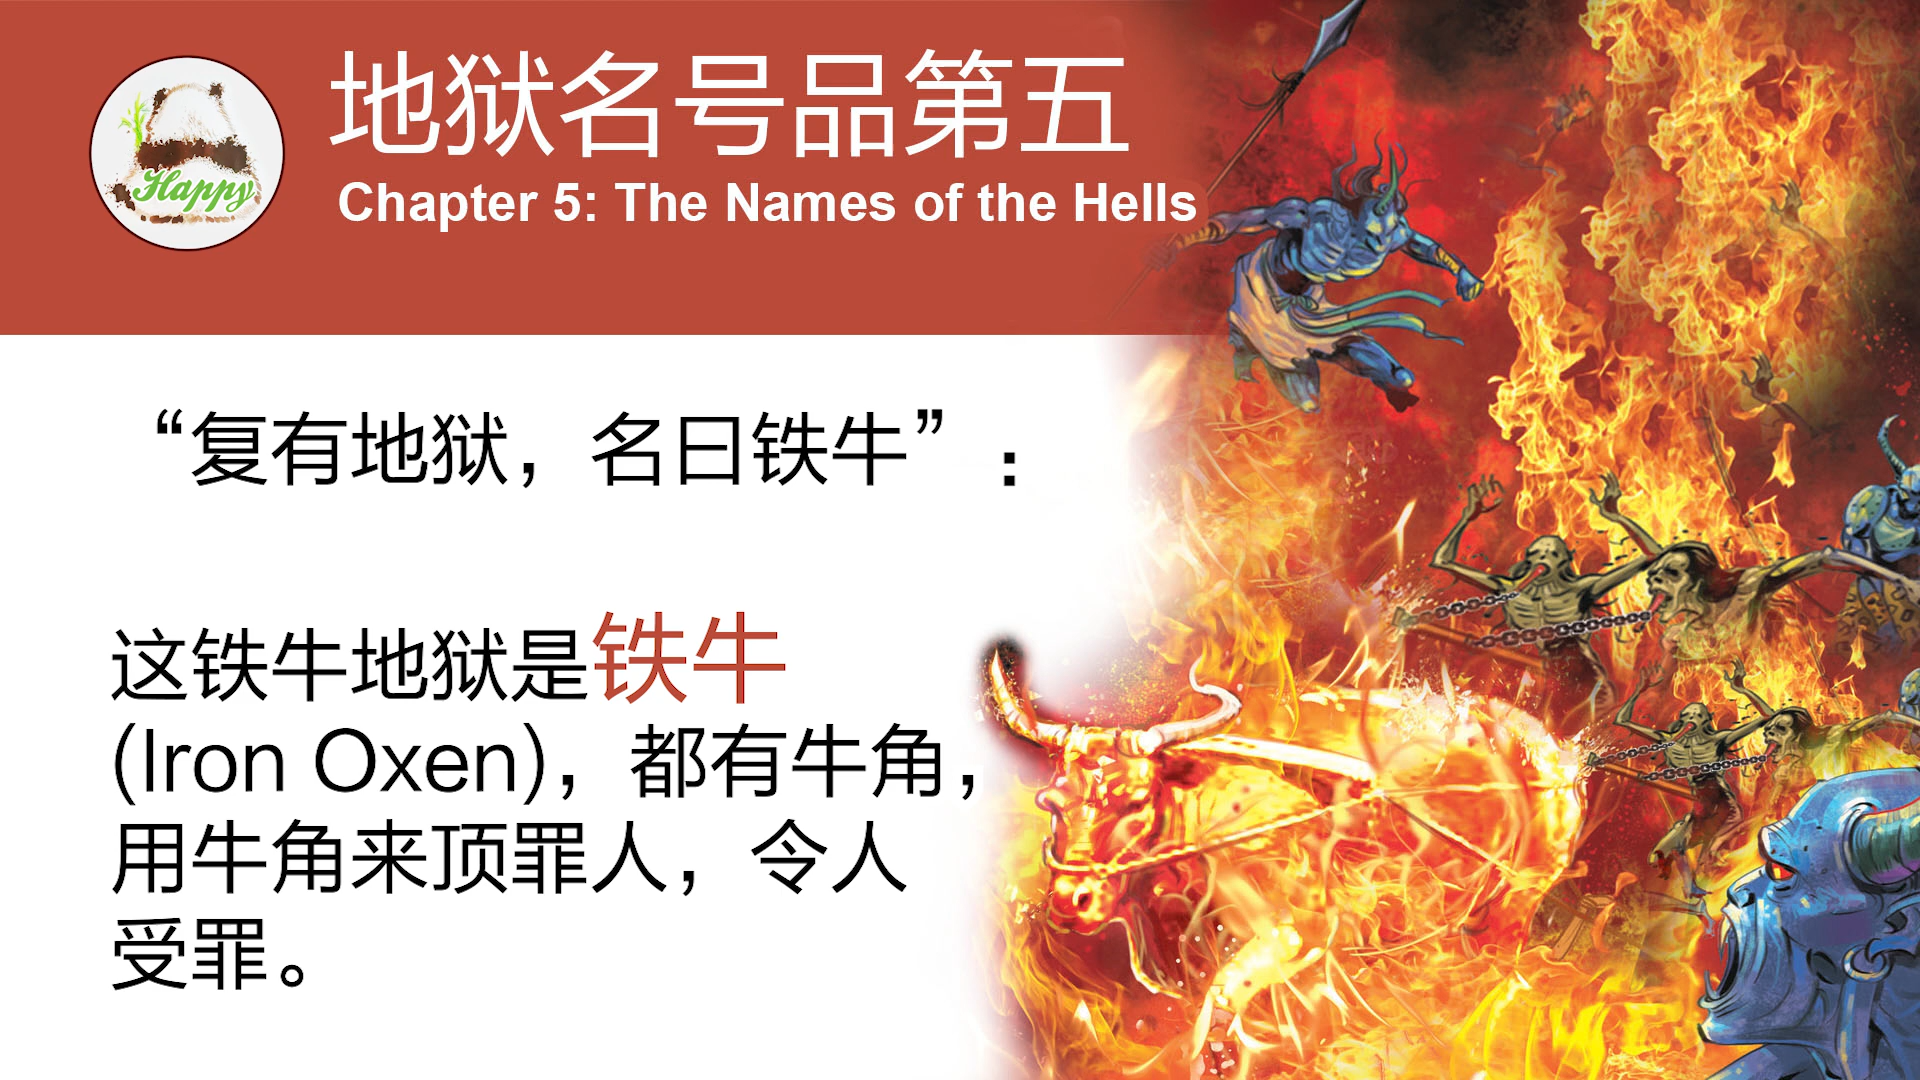 Happy
地狱名号品第五
Chapter 5: The Names of the Hells
“复有地狱，名曰铁牛”：
这铁牛地狱是铁牛
(Iron Oxen)，都有牛角，
用牛角来顶罪人，令人
受罪。